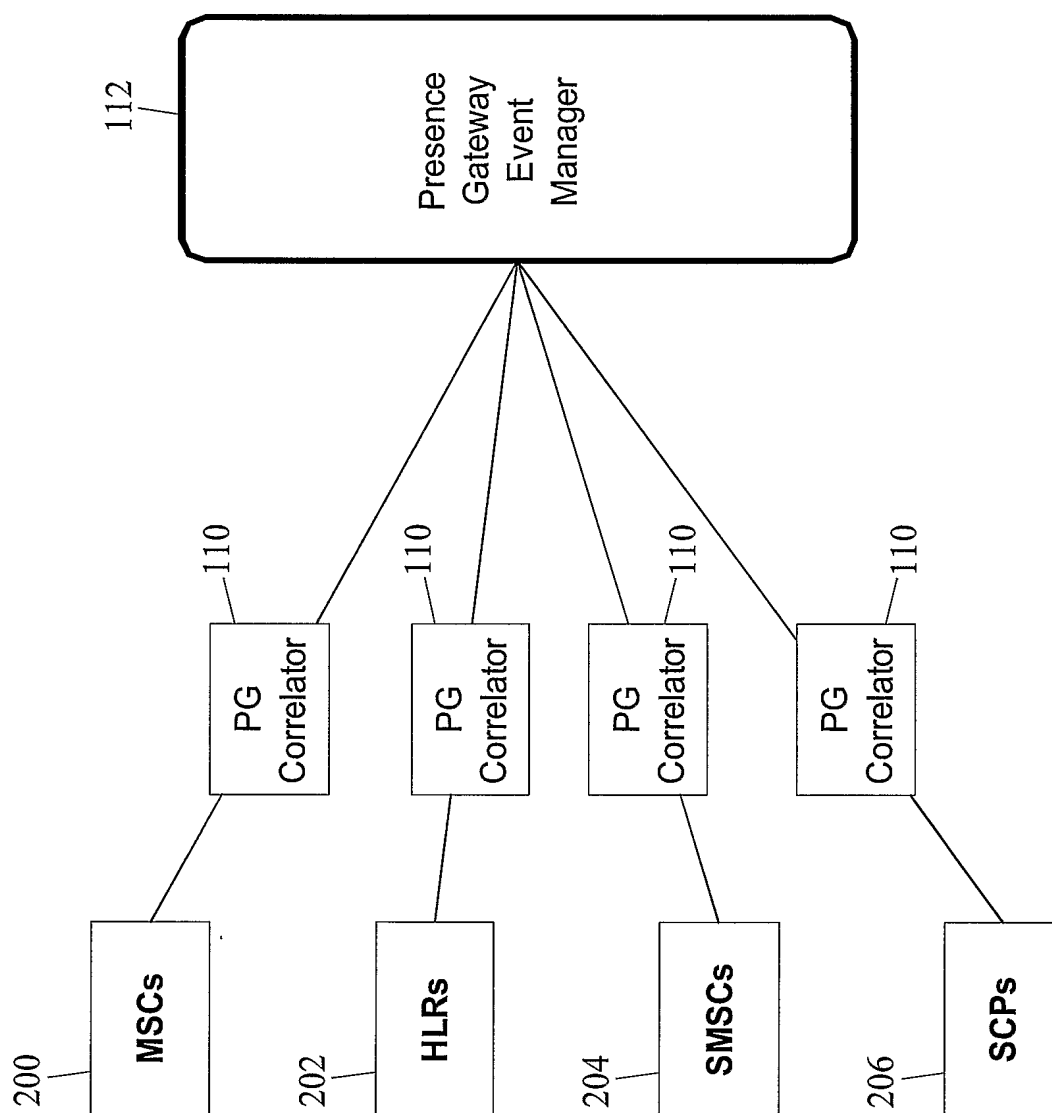 112
Presence
Gateway
Event
Manager
110
PG
Correlator
110
PG
Correlator
110
PG
Correlator
110
PG
Correlator
200
MSCs
202
HLRs
204
SMSCs
206
SCPs